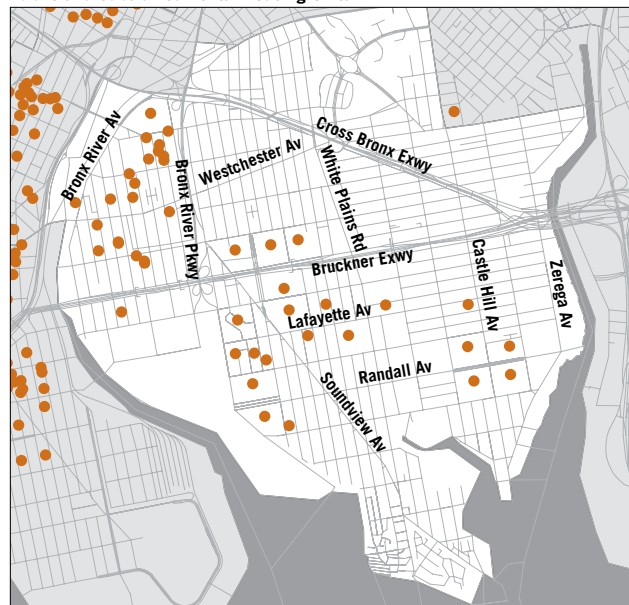 Bronx River Av
Cross Bronx Exwy
Westchester Av
Bronx River Pkwy
White Plains Rd
Bruckner Exwy
Castle Hill Av
Zerega Av
Lafayette Av
Randall Av
Soundview Av